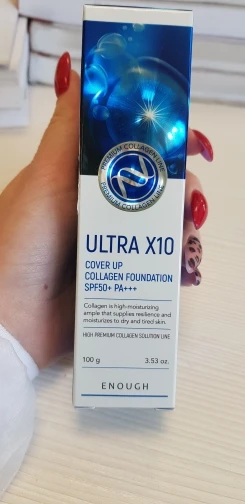 PREMIUM COLLAGEN LINE
PREMIUM COLLAGEN LINE
ULTRA X10
COVER UP
COLLAGEN FOUNDATION
SPF50+ PA+++
Collagen is high-moisturizing
ample that supplies resilience and
moisturizes to dry and tired skin.
HIGH PREMIUM COLLAGEN SOLUTION LINE
100 g 3.53 oz.
ENOUGH